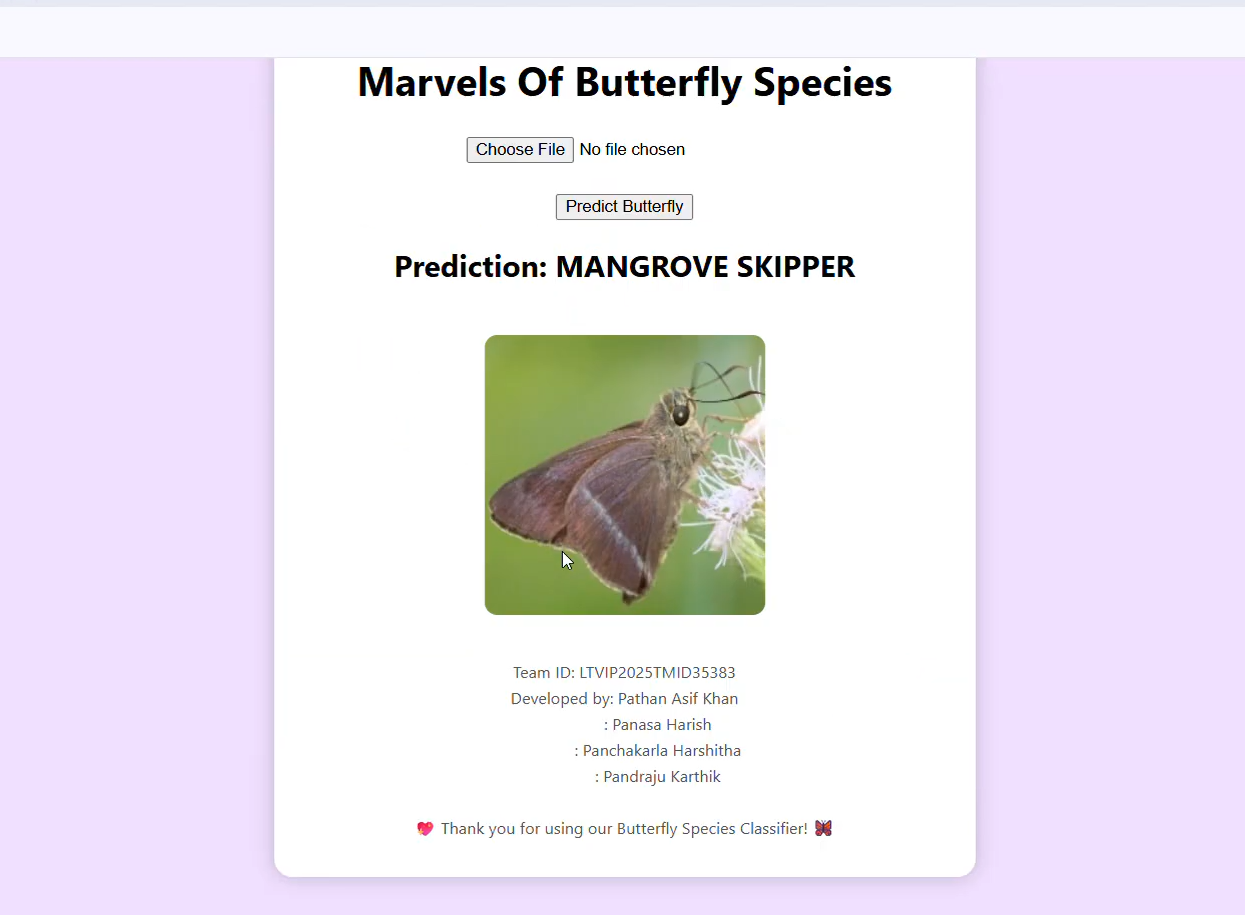 Marvels Of Butterfly Species
Choose File No file chosen
Predict Butterfly
Prediction: MANGROVE SKIPPER
Team ID: LTVIP2025TMID35383
Developed by: Pathan Asif Khan
: Panasa Harish
: Panchakarla Harshitha
: Pandraju Karthik
💖 Thank you for using our Butterfly Species Classifier! 🦋